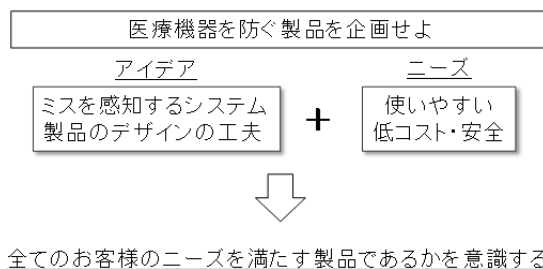 医療機器を防ぐ製品を企画せよ
アイデア
ニーズ
ミスを感知するシステム
製品のデザインの工夫
+
使いやすい
低コスト・安全
全てのお客様のニーズを満たす製品であるかを意識する